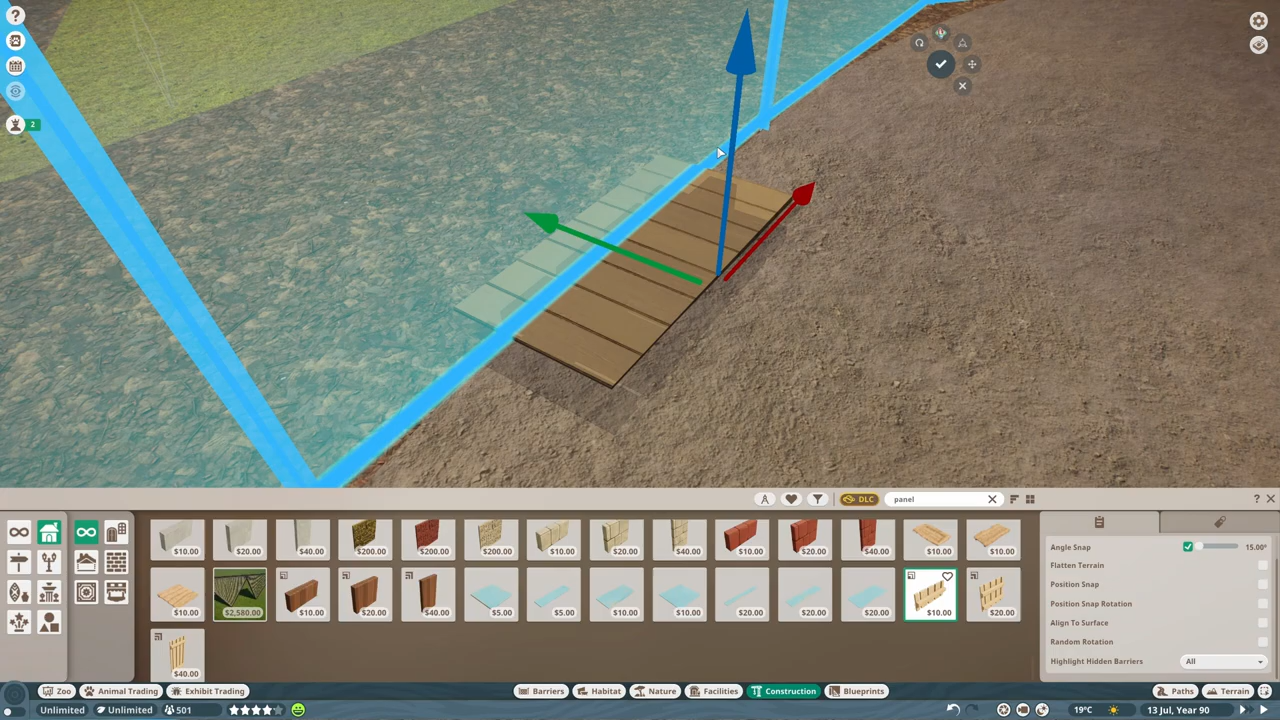 ?
2
DLC panel
?
$10.00 $20.00 $40.00 $200.00 $200.00 $200.00 $10.00 $20.00 $40.00 $10.00 $20.00 $40.00 $10.00 $10.00
$10.00 $2,580.00 $10.00 $20.00 $40.00 $5.00 $5.00 $10.00 $10.00 $20.00 $20.00 $20.00 $10.00 $20.00
$40.00
Angle Snap 15.00°
Flatten Terrain
Position Snap
Position Snap Rotation
Align To Surface
Random Rotation
Highlight Hidden Barriers All
Zoo Animal Trading Exhibit Trading Barriers Habitat Nature Facilities Construction Blueprints Paths Terrain
Unlimited Unlimited 501 19°C 13 Jul, Year 90